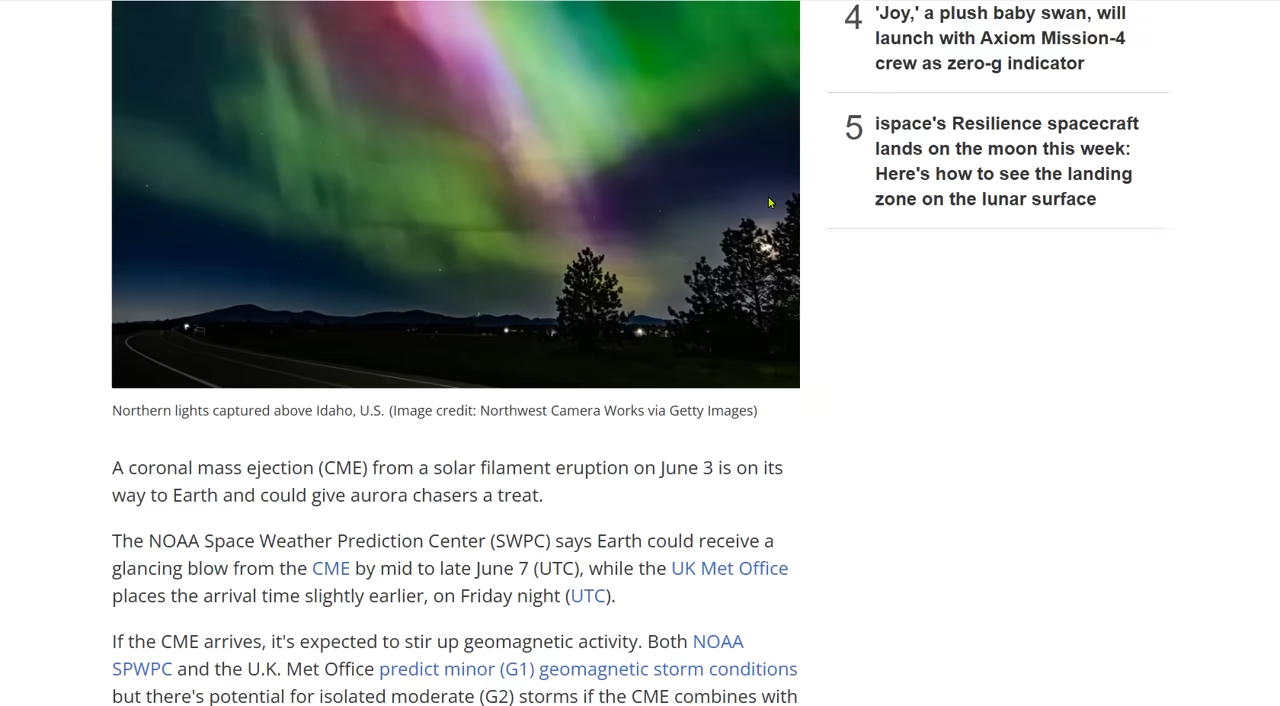 4
'Joy,' a plush baby swan, will
launch with Axiom Mission-4
crew as zero-g indicator
5
ispace's Resilience spacecraft
lands on the moon this week:
Here's how to see the landing
zone on the lunar surface
Northern lights captured above Idaho, U.S. (Image credit: Northwest Camera Works via Getty Images)
A coronal mass ejection (CME) from a solar filament eruption on June 3 is on its
way to Earth and could give aurora chasers a treat.
The NOAA Space Weather Prediction Center (SWPC) says Earth could receive a
glancing blow from the CME by mid to late June 7 (UTC), while the UK Met Office
places the arrival time slightly earlier, on Friday night (UTC).
If the CME arrives, it's expected to stir up geomagnetic activity. Both NOAA
SPWPC and the U.K. Met Office predict minor (G1) geomagnetic storm conditions
but there's potential for isolated moderate (G2) storms if the CME combines with